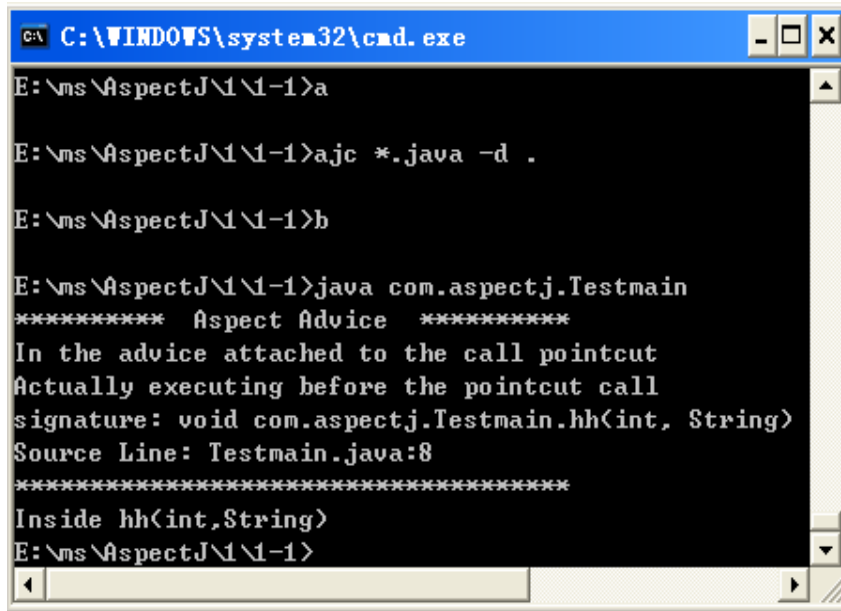 C:\WINDOWS\system32\cmd.exe
E:\ms\AspectJ\1\1-1>a
E:\ms\AspectJ\1\1-1>ajc *.java -d .
E:\ms\AspectJ\1\1-1>b
E:\ms\AspectJ\1\1-1>java com.aspectj.Testmain
********** Aspect Advice **********
In the advice attached to the call pointcut
Actually executing before the pointcut call
signature: void com.aspectj.Testmain.hh(int, String)
Source Line: Testmain.java:8
*************************************
Inside hh(int,String)
E:\ms\AspectJ\1\1-1>